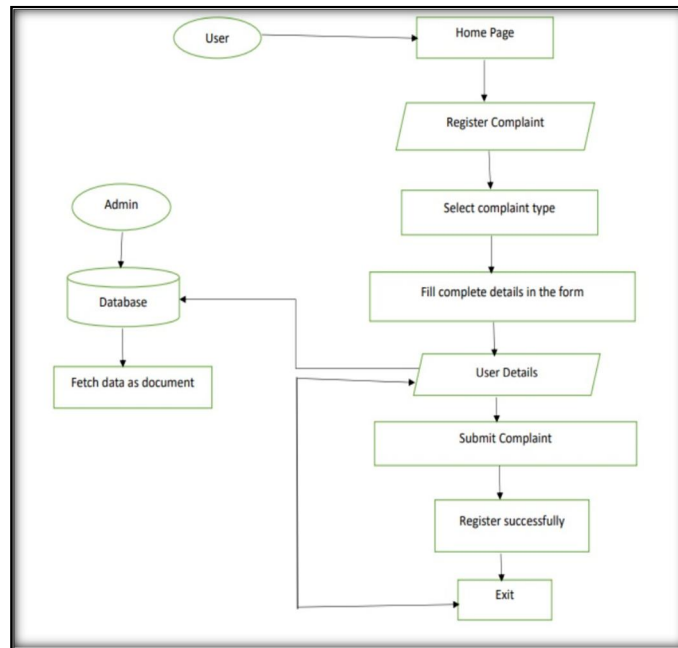 User
Home Page
Register Complaint
Select complaint type
Fill complete details in the form
User Details
Submit Complaint
Register successfully
Exit
Admin
Database
Fetch data as document